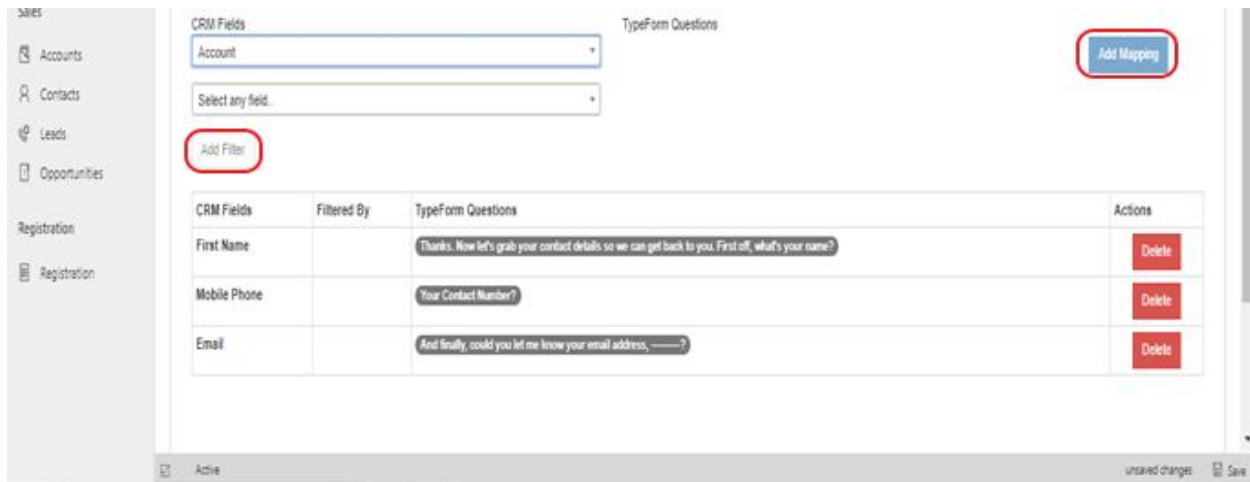 Sales
Accounts
Contacts
Leads
Opportunities
Registration
Registration
CRM Fields
TypeForm Questions
Account
Add Mapping
Select any field..
Add Filter
CRM Fields Filtered By TypeForm Questions Actions
First Name Thanks. Now let's grab your contact details so we can get back to you. First off, what's your name? Delete
Mobile Phone Your Contact Number? Delete
Email And finally, could you let me know your email address, ---------? Delete
Active unsaved changes Save